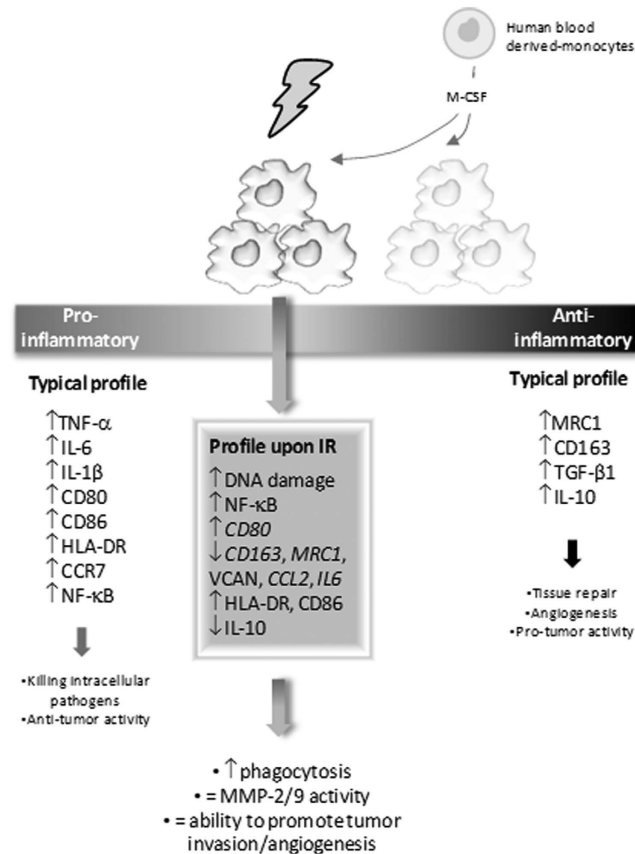 Human blood
derived-monocytes
M-CSF
Pro-
inflammatory
Anti-
inflammatory
Typical profile
↑TNF-α
↑IL-6
↑IL-1β
↑CD80
↑CD86
↑HLA-DR
↑CCR7
↑NF-κB
•Killing intracellular
pathogens
•Anti-tumor activity
Profile upon IR
↑DNA damage
↑NF-κB
↑CD80
↓CD163, MRC1,
VCAN, CCL2, IL6
↑HLA-DR, CD86
↓IL-10
• ↑phagocytosis
• = MMP-2/9 activity
• = ability to promote tumor
invasion/angiogenesis
Typical profile
↑MRC1
↑CD163
↑TGF-β1
↑IL-10
•Tissue repair
•Angiogenesis
•Pro-tumor activity